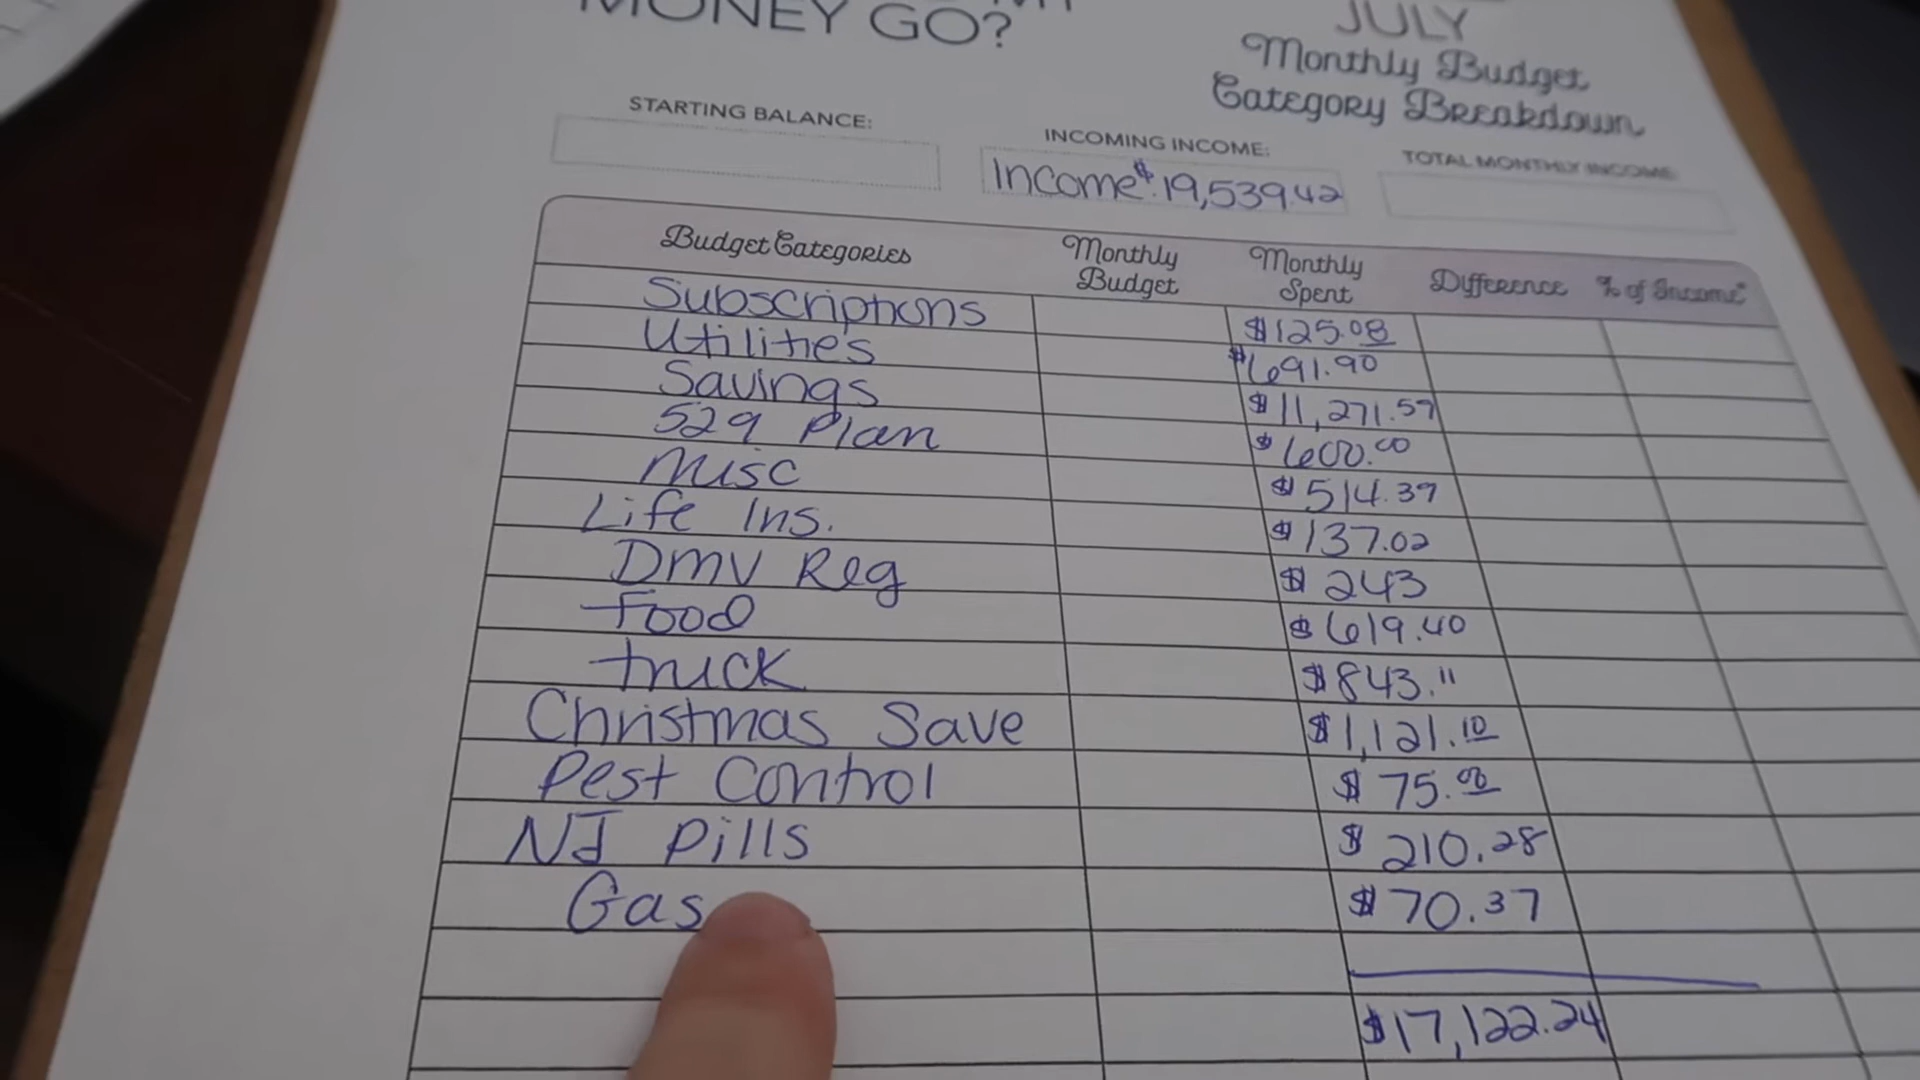 MONEY GO?
JULY
Monthly Budget
Category Breakdown
STARTING BALANCE:
INCOMING INCOME:
TOTAL MONTHLY INCOME
Income $19,539.42
Budget Categories Monthly Budget Monthly Spent Difference % of Income
Subscriptions $125.08
Utilities $691.90
Savings $11,271.59
529 Plan $600.00
Misc $514.39
Life Ins. $137.02
Dmv Reg $243
Food $619.40
truck $843.11
Christmas Save $1,121.10
Pest Control $75.00
NJ Pills $210.28
Gas $70.37
$17,122.24